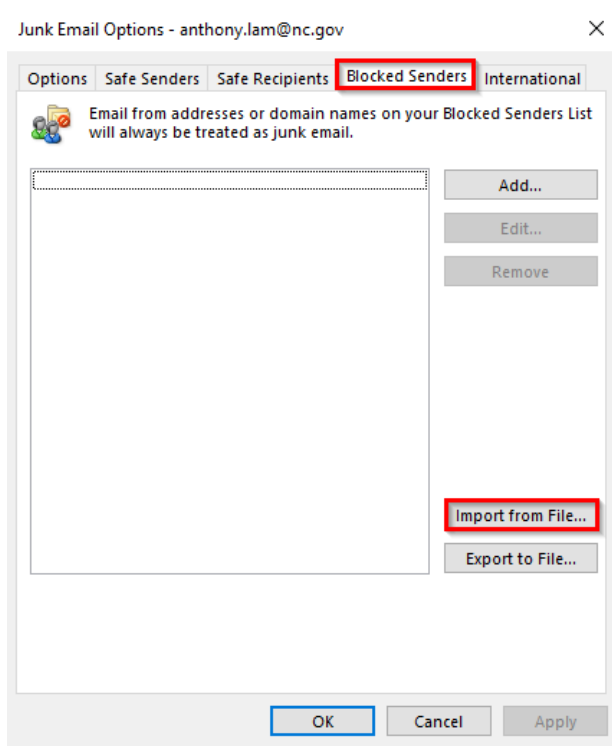 Junk Email Options - anthony.lam@nc.gov
Options Safe Senders Safe Recipients Blocked Senders International
Email from addresses or domain names on your Blocked Senders List
will always be treated as junk email.
Add...
Edit...
Remove
Import from File...
Export to File...
OK Cancel Apply